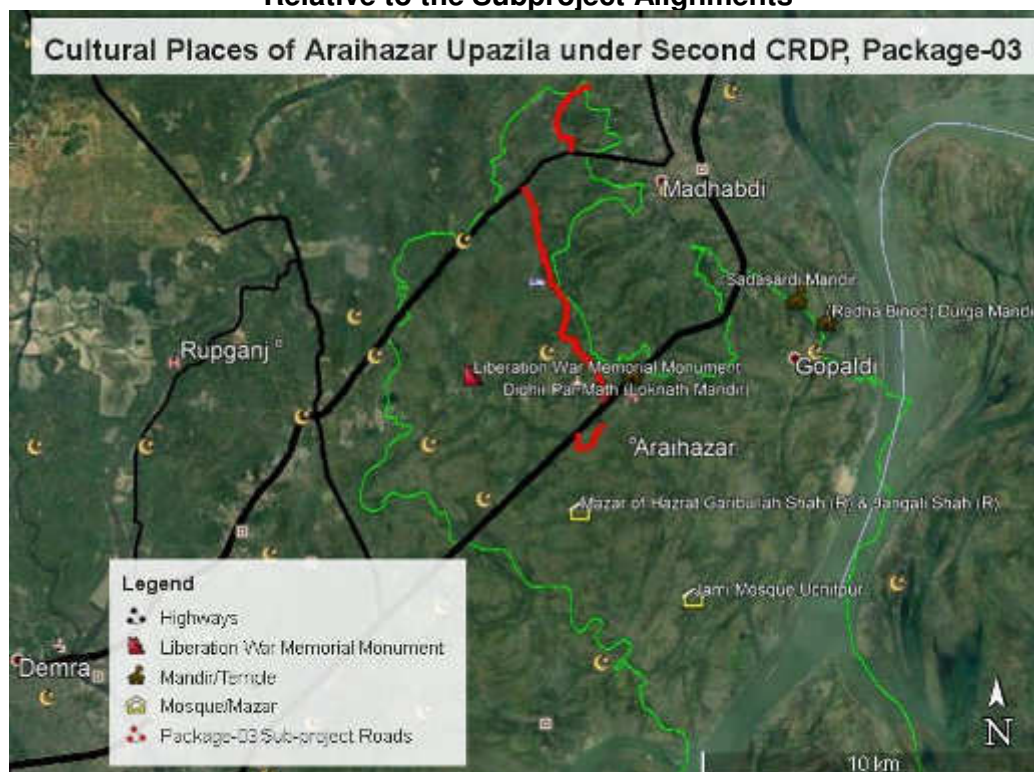 Relative to the Subproject Alignments
Cultural Places of Araihazar Upazila under Second CRDP, Package-03
Madhabdi
Sadasardi Mandir
(Radha Binod) Durga Mandi
Rupganj
Liberation War Memorial Monument
Gopaldi
Dighir Par Math (Loknath Mandir)
Araihazar
Mazar of Hazrat Garibullah Shah (R) & Jangali Shah (R)
Jami Mosque Uchitpur
Legend
Highways
Liberation War Memorial Monument
Demra
Mandir/Temple
Mosque/Mazar
Package-03 Sub-project Roads
N
10 km